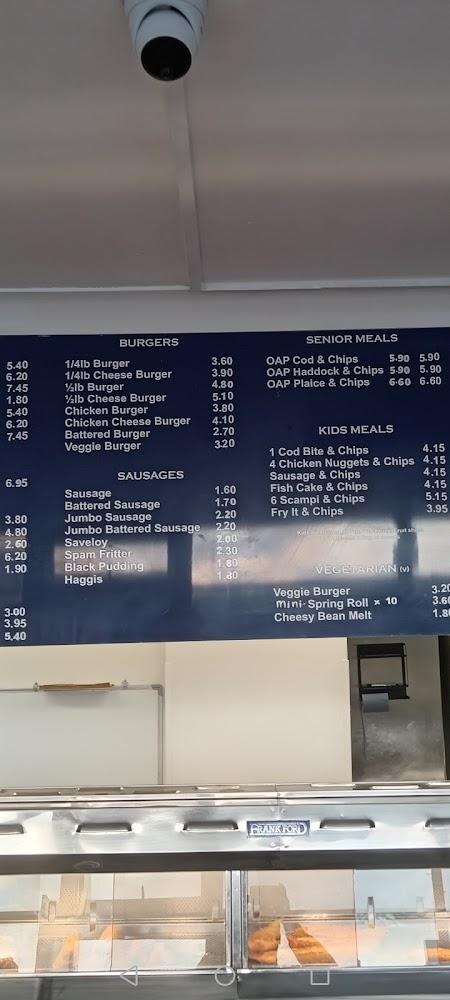 BURGERS
1/4lb Burger 3.60
1/4lb Cheese Burger 3.90
½lb Burger 4.80
½lb Cheese Burger 5.10
Chicken Burger 3.80
Chicken Cheese Burger 4.10
Battered Burger 2.70
Veggie Burger 3.20
SAUSAGES
Sausage 1.60
Battered Sausage 1.70
Jumbo Sausage 2.20
Jumbo Battered Sausage 2.20
Saveloy 2.00
Spam Fritter 2.30
Black Pudding 1.80
Haggis 1.80
5.40
6.20
7.45
1.80
5.40
6.20
7.45
6.95
3.80
4.80
2.60
6.20
1.90
3.00
3.95
5.40
SENIOR MEALS
OAP Cod & Chips 5.90 5.90
OAP Haddock & Chips 5.90 5.90
OAP Plaice & Chips 6.60 6.60
KIDS MEALS
1 Cod Bite & Chips 4.15
4 Chicken Nuggets & Chips 4.15
Sausage & Chips 4.15
Fish Cake & Chips 4.15
6 Scampi & Chips 5.15
Fry It & Chips 3.95
VEGETARIAN (v)
Veggie Burger 3.20
mini-Spring Roll x 10 3.60
Cheesy Bean Melt 1.8
FRANK FORD